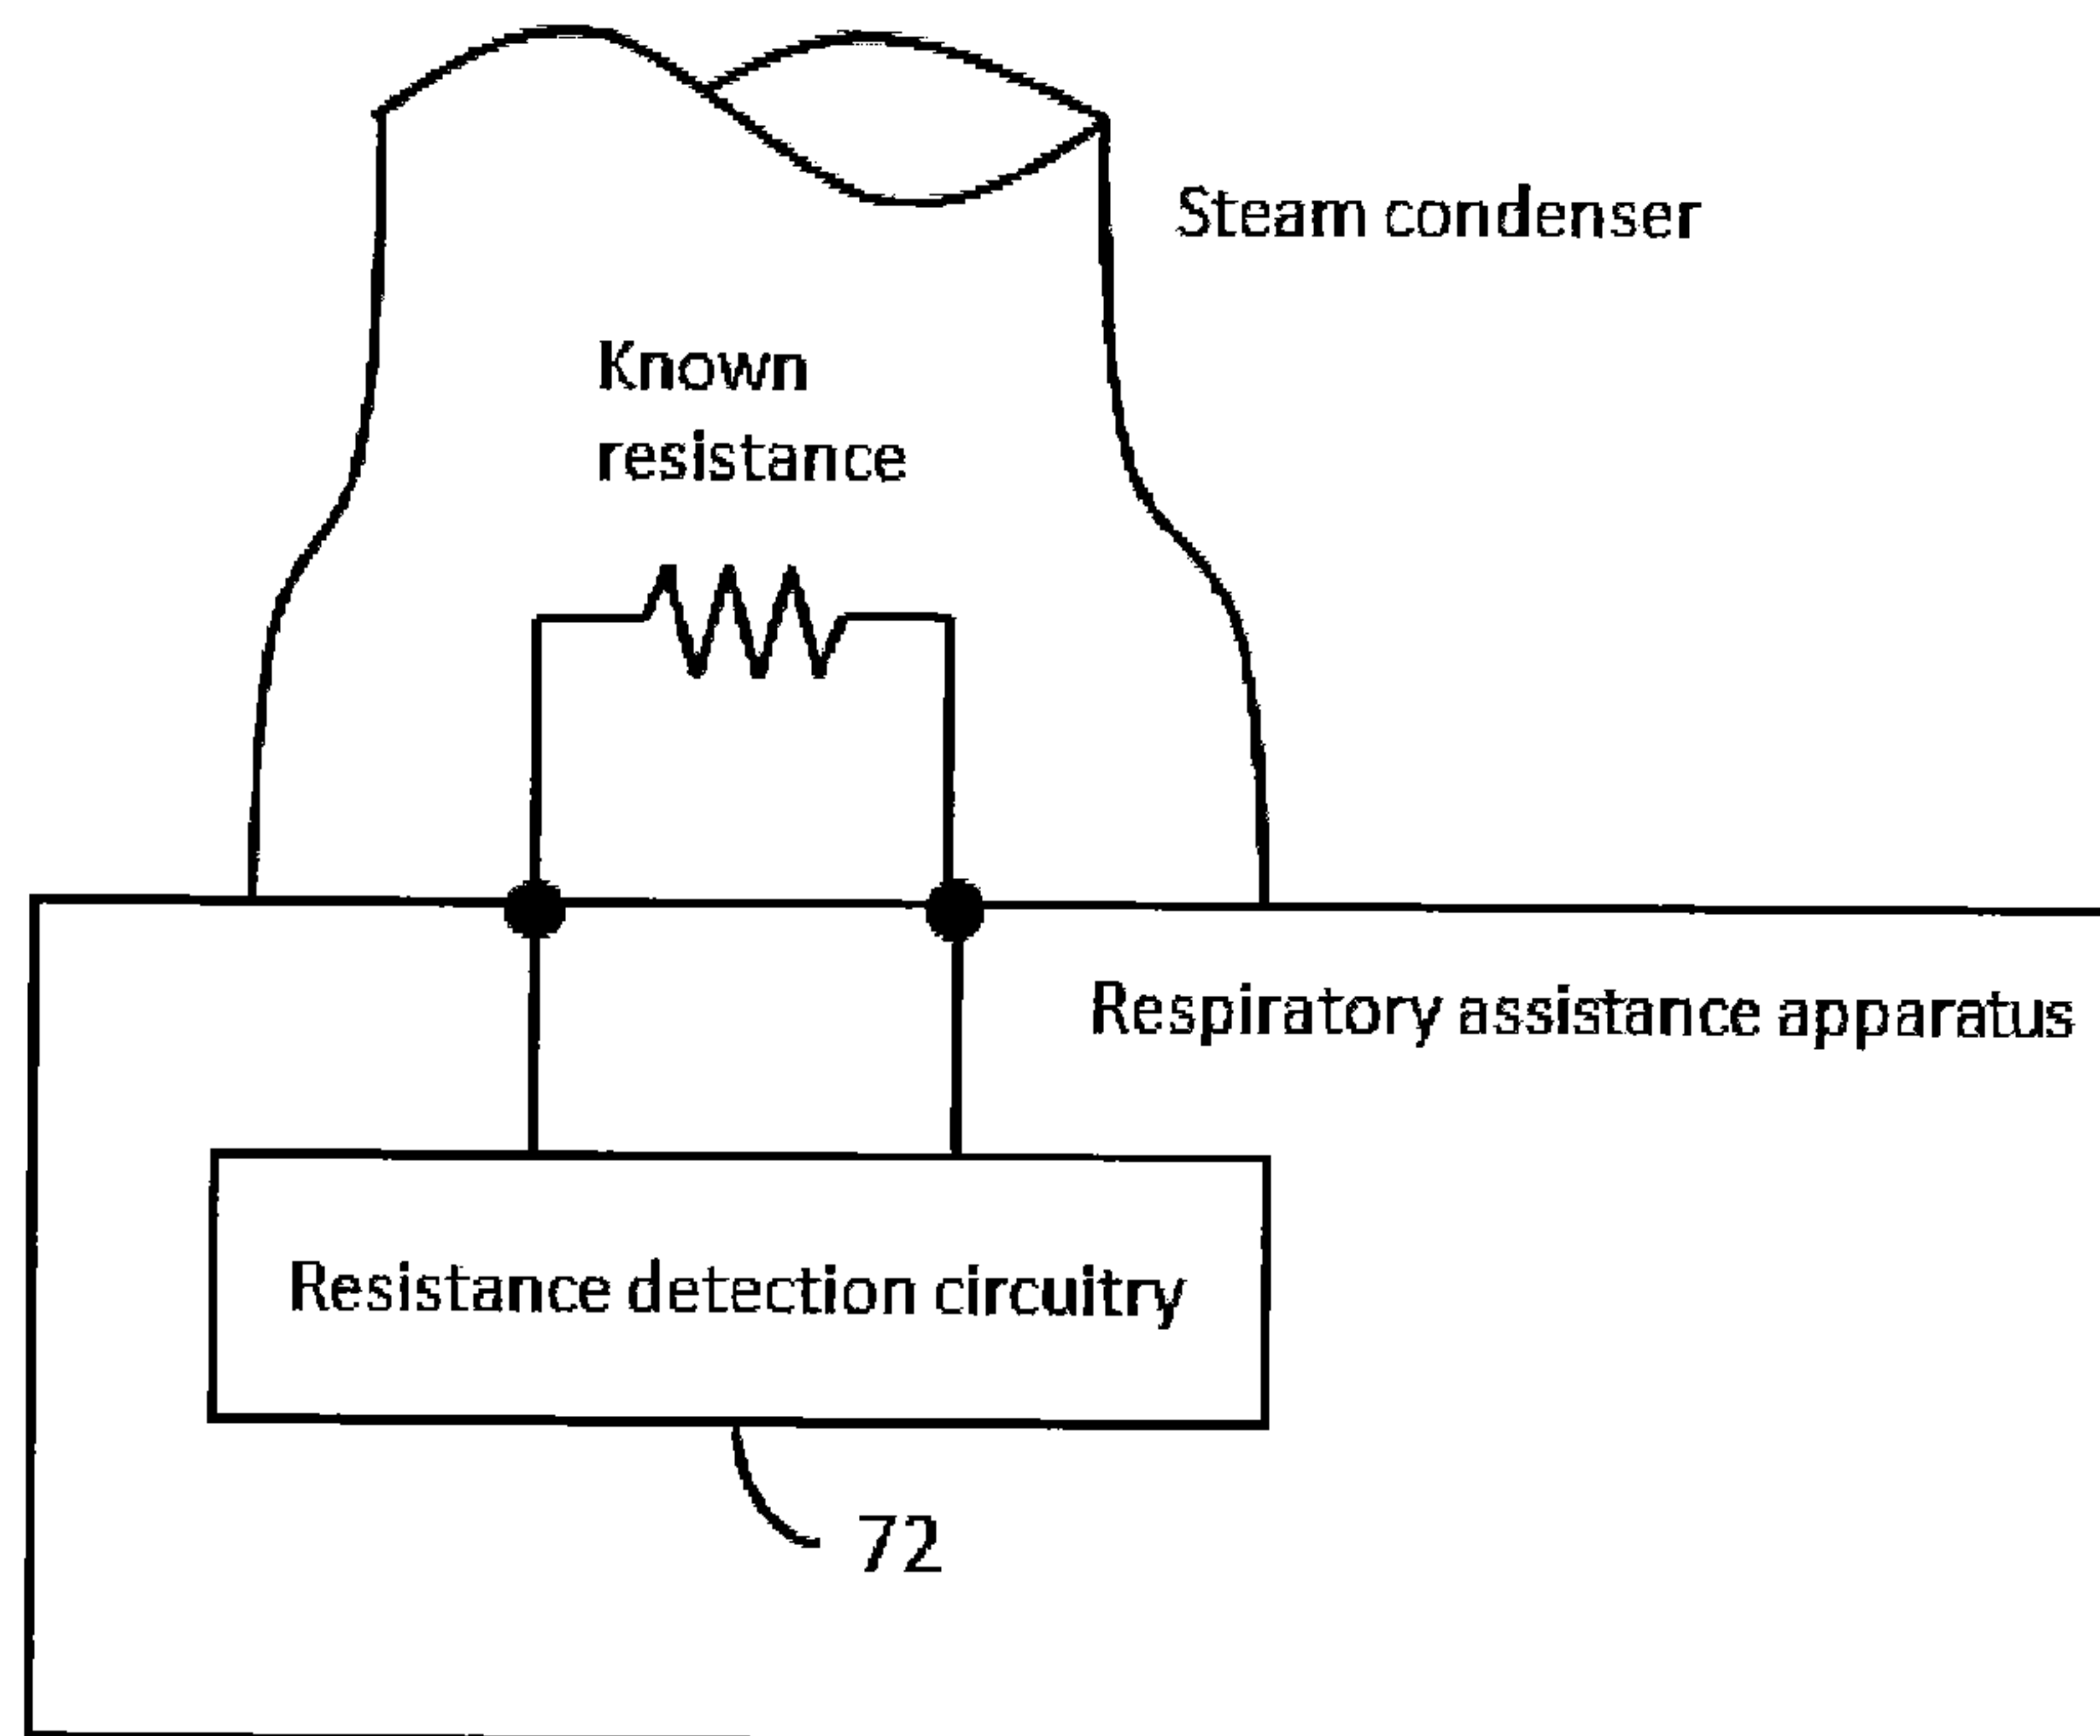 Steam condenser
Known
resistance
Respiratory assistance apparatus
Resistance detection circuitry
72